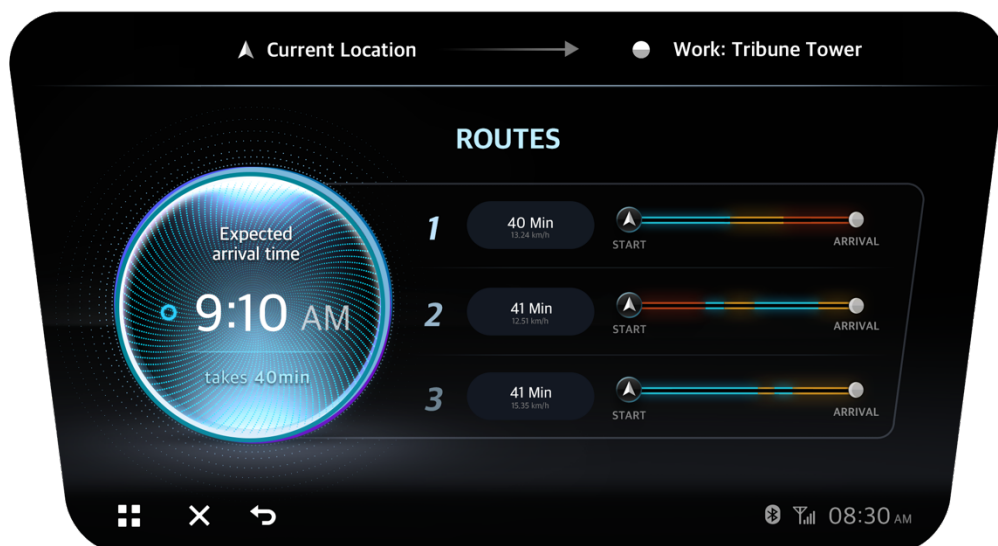 Current Location
Work: Tribune Tower
ROUTES
Expected
arrival time
9:10 AM
takes 40min
1
40 Min
13.24 km/h
START
ARRIVAL
2
41 Min
12.51 km/h
START
ARRIVAL
3
41 Min
15.35 km/h
START
ARRIVAL
08:30 AM